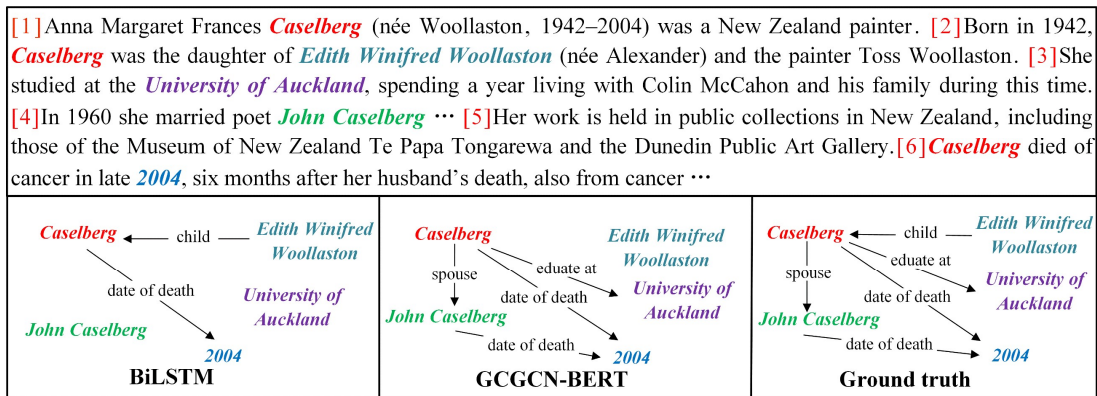 [1]Anna Margaret Frances Caselberg (née Woollaston, 1942–2004) was a New Zealand painter. [2]Born in 1942,
Caselberg was the daughter of Edith Winifred Woollaston (née Alexander) and the painter Toss Woollaston. [3]She
studied at the University of Auckland, spending a year living with Colin McCahon and his family during this time.
[4]In 1960 she married poet John Caselberg ⋯ [5]Her work is held in public collections in New Zealand, including
those of the Museum of New Zealand Te Papa Tongarewa and the Dunedin Public Art Gallery.[6]Caselberg died of
cancer in late 2004, six months after her husband's death, also from cancer ⋯
Caselberg
child
Edith Winifred
Woollaston
date of death
University of
Auckland
John Caselberg
2004
BiLSTM
Caselberg
Edith Winifred
Woollaston
spouse
eduate at
date of death
University of
Auckland
John Caselberg
date of death
2004
GCGCN-BERT
Caselberg
child
Edith Winifred
Woollaston
spouse
eduate at
date of death
University of
Auckland
John Caselberg
date of death
2004
Ground truth